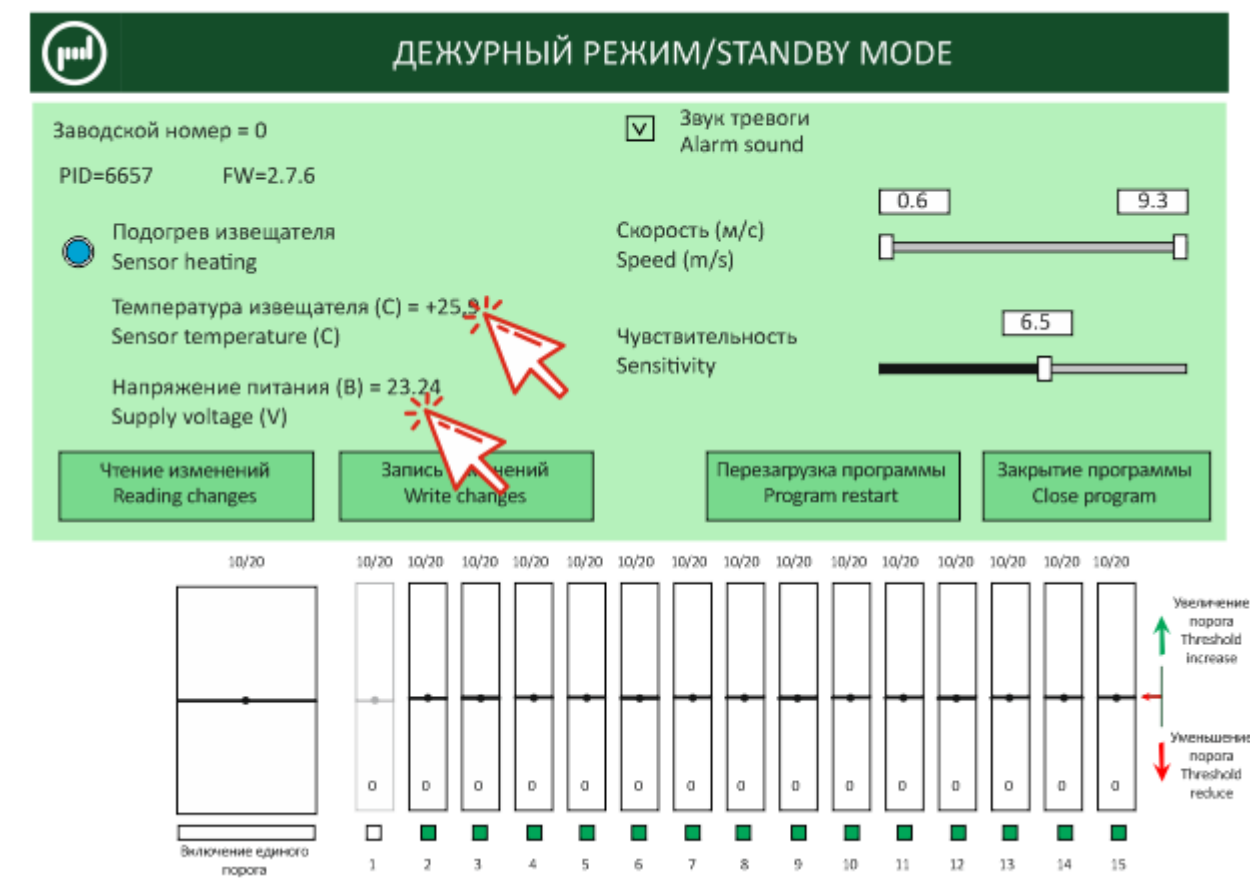 ДЕЖУРНЫЙ РЕЖИМ/STANDBY MODE
Заводской номер = 0
PID=6657 FW=2.7.6
Подогрев извещателя
Sensor heating
Температура извещателя (С) = +25,9
Sensor temperature (C)
Напряжение питания (В) = 23.24
Supply voltage (V)
Звук тревоги
Alarm sound
0.6 9.3
Скорость (м/с)
Speed (m/s)
6.5
Чувствительность
Sensitivity
Чтение изменений
Reading changes
Запись изменений
Write changes
Перезагрузка программы
Program restart
Закрытие программы
Close program
10/20 10/20 10/20 10/20 10/20 10/20 10/20 10/20 10/20 10/20 10/20 10/20 10/20 10/20 10/20 10/20
Увеличение
порога
Threshold
increase
Уменьшение
порога
Threshold
reduce
0 0 0 0 0 0 0 0 0 0 0 0 0 0 0
Включение единого
порога
1 2 3 4 5 6 7 8 9 10 11 12 13 14 15